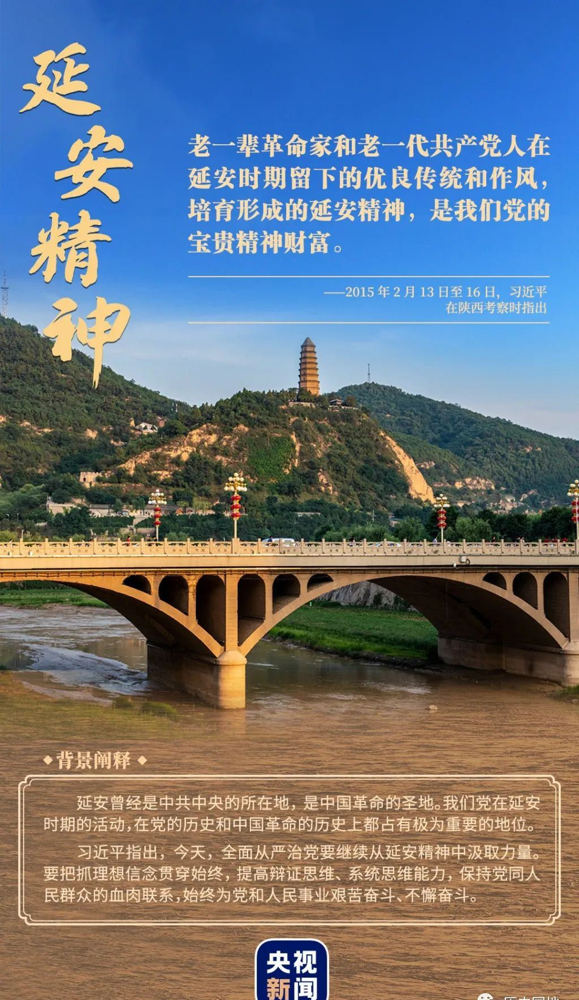 延安精神
老一辈革命家和老一代共产党人在
延安时期留下的优良传统和作风，
培育形成的延安精神，是我们党的
宝贵精神财富。
——2015 年 2 月 13 日至 16 日，习近平
在陕西考察时指出
背景阐释
延安曾经是中共中央的所在地，是中国革命的圣地。我们党在延安
时期的活动，在党的历史和中国革命的历史上都占有极为重要的地位。
习近平指出，今天，全面从严治党要继续从延安精神中汲取力量。
要把抓理想信念贯穿始终，提高辩证思维、系统思维能力，保持党同人
民群众的血肉联系，始终为党和人民事业艰苦奋斗、不懈奋斗。
央视
新闻